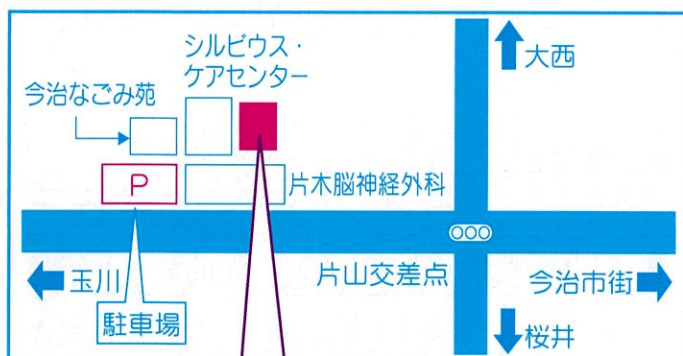 シルビウス・
ケアセンター
大西
今治なごみ苑
P
片木脳神経外科
玉川
片山交差点
今治市街
駐車場
桜井